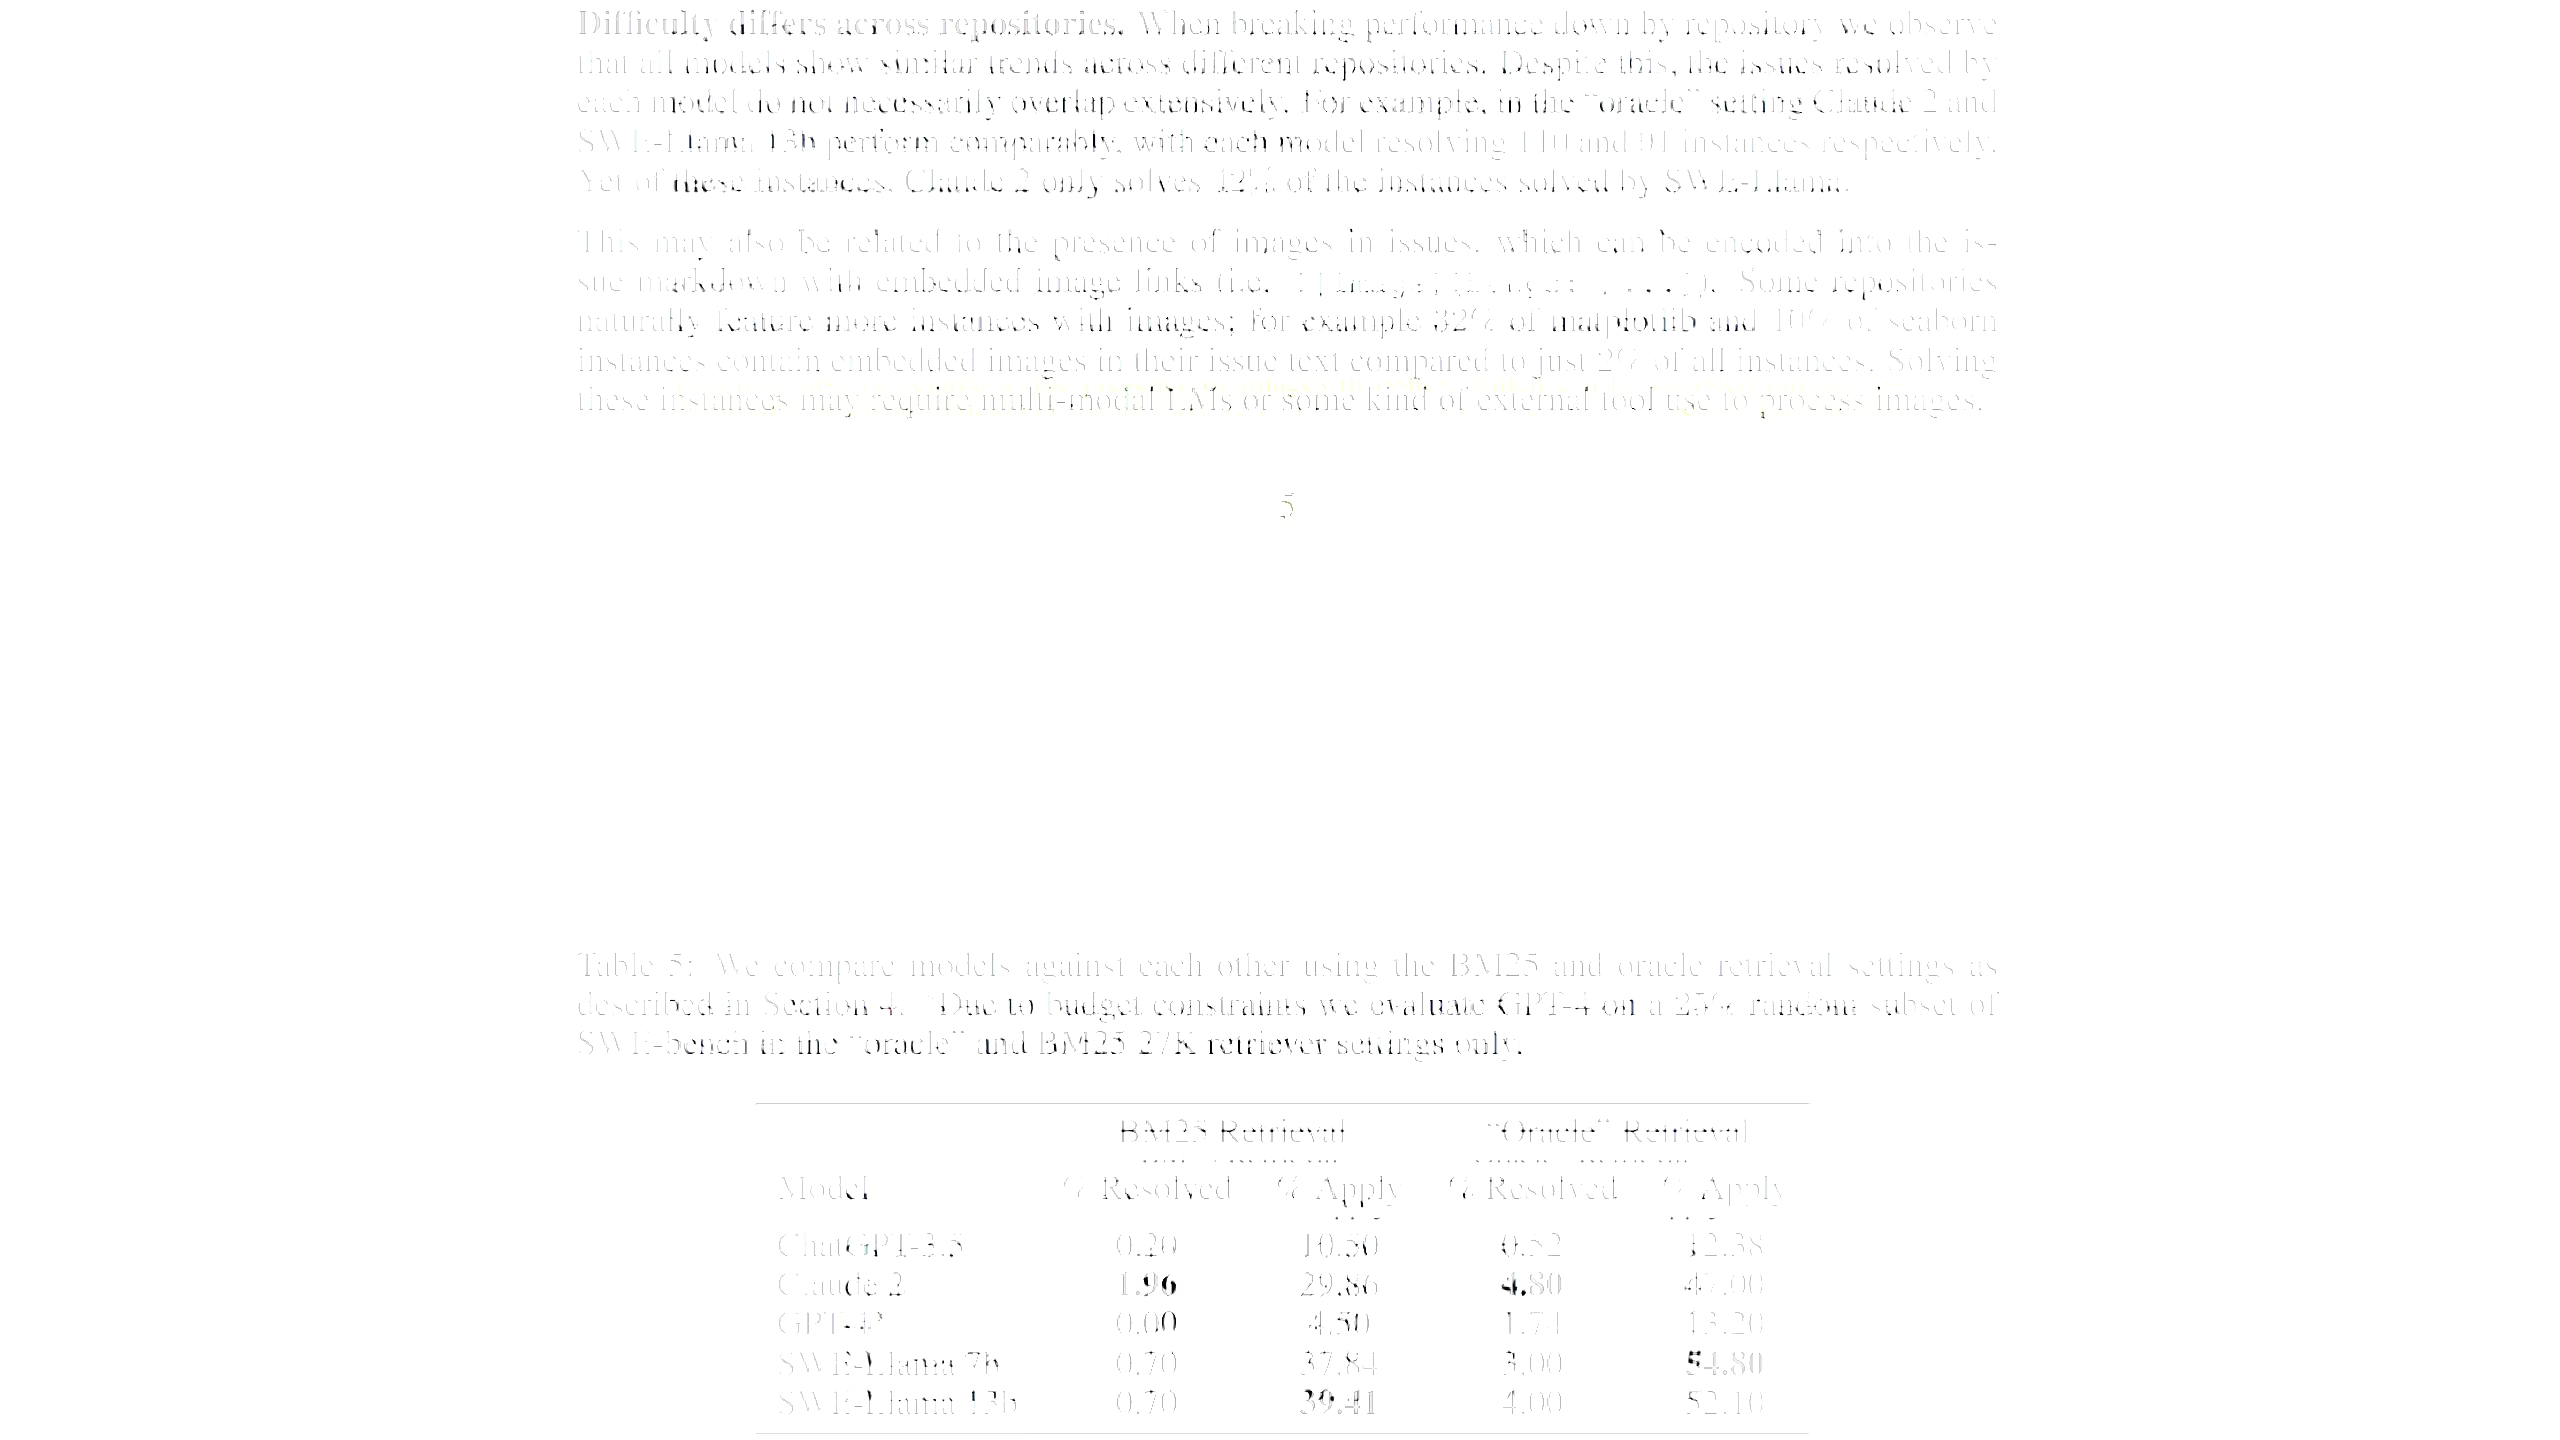 Difficulty differs across repositories. When breaking performance down by repository we observe
that all models show similar trends across different repositories. Despite this, the issues resolved by
each model do not necessarily overlap extensively. For example, in the “oracle” setting Claude 2 and
SWE-Llama 13b perform comparably, with each model resolving 110 and 91 instances respectively.
Yet of these instances, Claude 2 only solves 42% of the instances solved by SWE-Llama.
This may also be related to the presence of images in issues, which can be encoded into the is-
sue markdown with embedded image links (i.e. Some repositories
naturally feature more instances with images; for example 32% of matplotlib and 10% of seaborn
instances contain embedded images in their issue text compared to just 2% of all instances. Solving
these instances may require multi-modal LMs or some kind of external tool use to process images.
5
Table 5: We compare models against each other using the BM25 and oracle retrieval settings as
described in Section 4. *Due to budget constraints we evaluate GPT-4 on a 25% random subset of
SWE-bench in the “oracle” and BM25 27K retriever settings only.
BM25 Retrieval “Oracle” Retrieval
Model % Resolved % Apply % Resolved % Apply
ChatGPT-3.5 0.20 10.50 0.52 12.38
Claude 2 1.96 29.86 4.80 47.00
GPT-4* 0.00 4.50 1.74 13.20
SWE-Llama 7b 0.70 37.84 3.00 54.80
SWE-Llama 13b 0.70 39.41 4.00 52.10